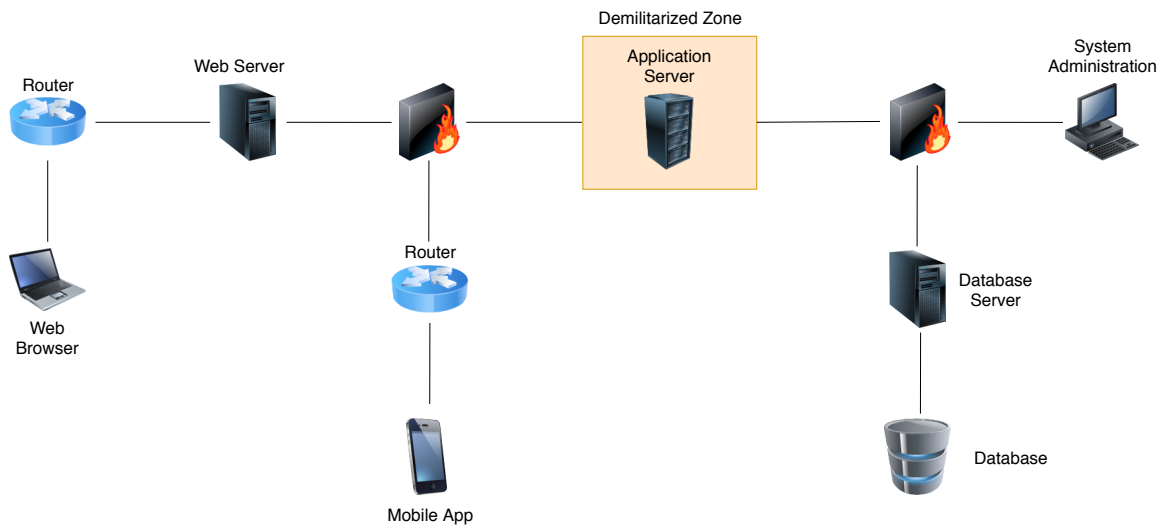 Demilitarized Zone
Router
Web Server
Application
Server
System
Administration
Web
Browser
Router
Database
Server
Mobile App
Database